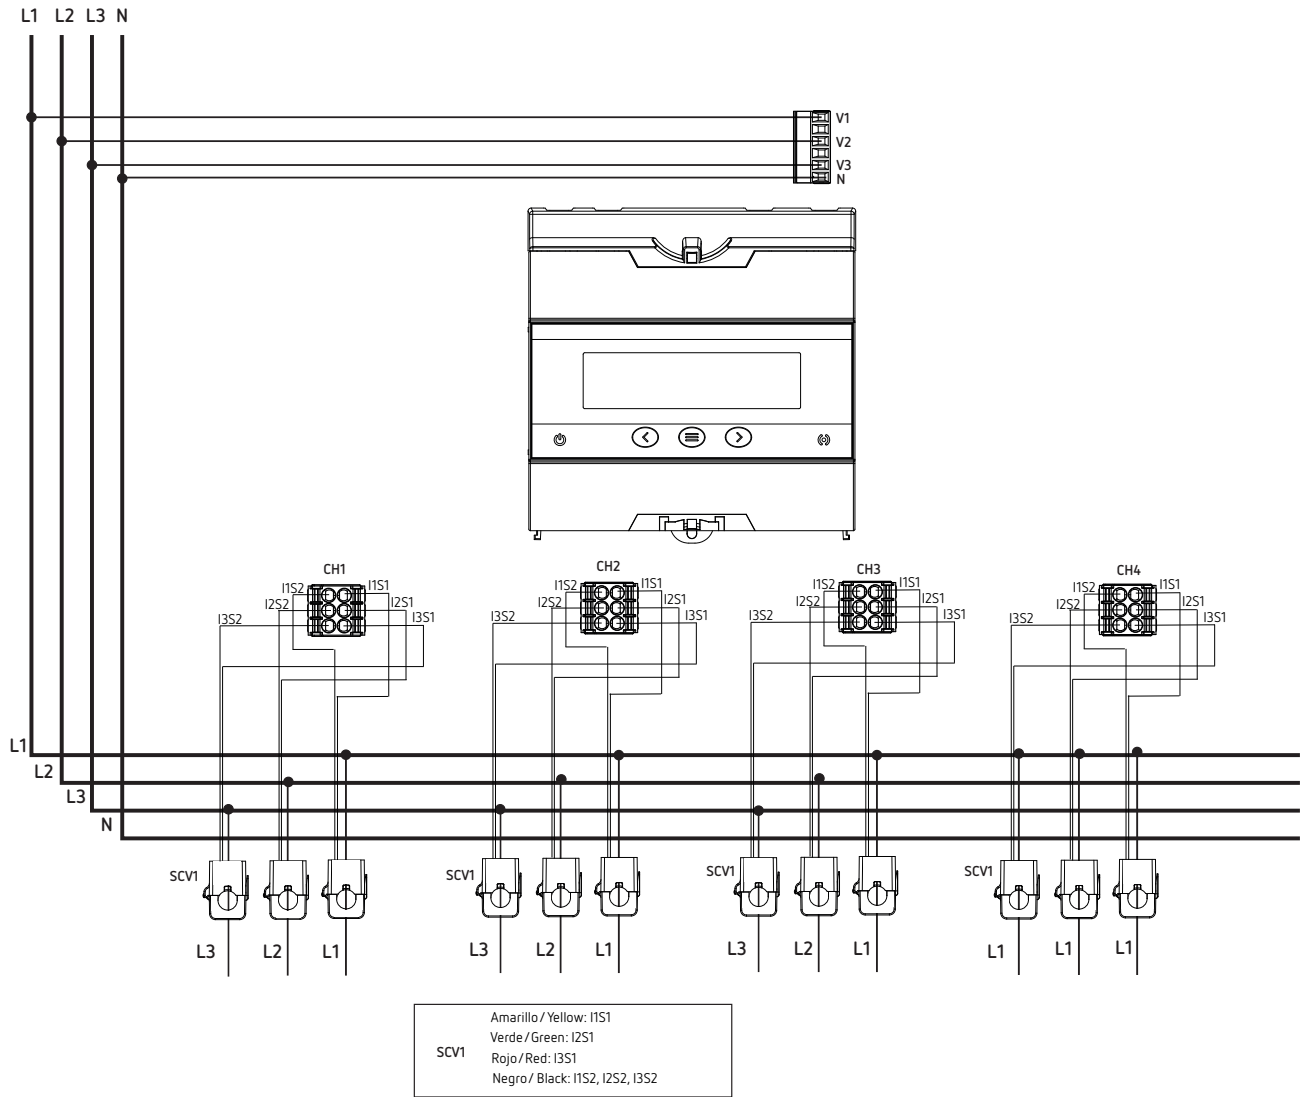 L1 L2 L3 N
V1
V2
V3
N
CH1 CH2 CH3 CH4
I1S2 I1S1 I1S2 I1S1 I1S2 I1S1 I1S2 I1S1
I2S2 I2S1 I2S2 I2S1 I2S2 I2S1 I2S2 I2S1
I3S2 I3S1 I3S2 I3S1 I3S2 I3S1 I3S2 I3S1
L1
L2
L3
N
SCV1 SCV1 SCV1 SCV1
L3 L2 L1 L3 L2 L1 L3 L2 L1 L1 L1 L1
Amarillo / Yellow: I1S1
Verde / Green: I2S1
SCV1
Rojo / Red: I3S1
Negro / Black: I1S2, I2S2, I3S2